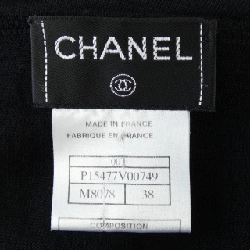 CHANEL
MADE IN FRANCE
FABRIQUE EN FRANCE
P15477V00749
M8078 38
COMPOSITION